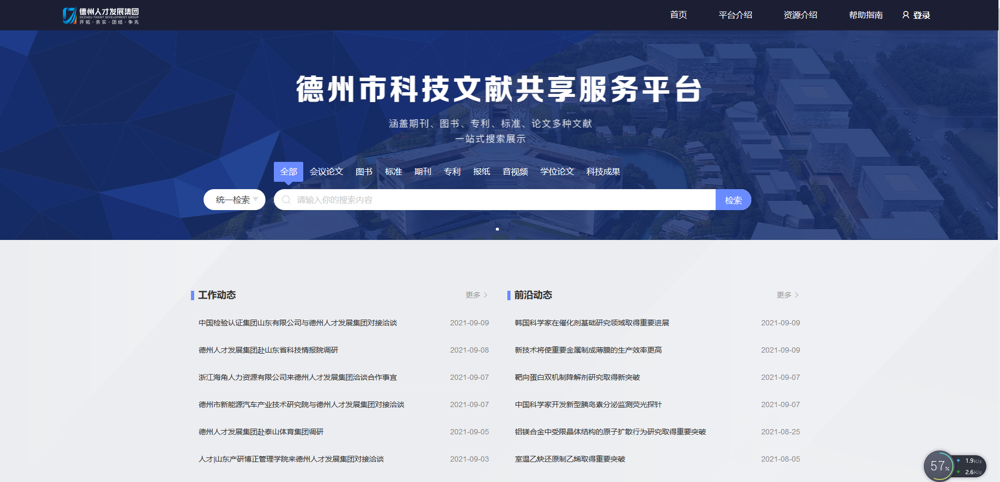 德州人才发展集团
DEZHOU TAIENT DEVELOPMENT GROUP
开拓·务实·团结·争先
首页 平台介绍 资源介绍 帮助指南 登录
德州市科技文献共享服务平台
涵盖期刊、图书、专利、标准、论文多种文献
一站式搜索展示
全部 会议论文 图书 标准 期刊 专利 报纸 音视频 学位论文 科技成果
统一检索 请输入你的搜索内容 检索
工作动态 更多
中国检验认证集团山东有限公司与德州人才发展集团对接洽谈 2021-09-09
德州人才发展集团赴山东省科技情报院调研 2021-09-08
浙江海角人力资源有限公司来德州人才发展集团洽谈合作事宜 2021-09-07
德州市新能源汽车产业技术研究院与德州人才发展集团对接洽谈 2021-09-07
德州人才发展集团赴泰山体育集团调研 2021-09-05
人才|山东产研博正管理学院来德州人才发展集团对接洽谈 2021-09-03
前沿动态 更多
韩国科学家在催化剂基础研究领域取得重要进展 2021-09-09
新技术将使重要金属制成薄膜的生产效率更高 2021-09-09
靶向蛋白双机制降解剂研究取得新突破 2021-09-07
中国科学家开发新型胰岛素分泌监测荧光探针 2021-09-07
铝镁合金中受限晶体结构的原子扩散行为研究取得重要突破 2021-08-25
室温乙炔还原制乙烯取得重要突破 2021-08-05
57%
1.9K/s
2.6K/s